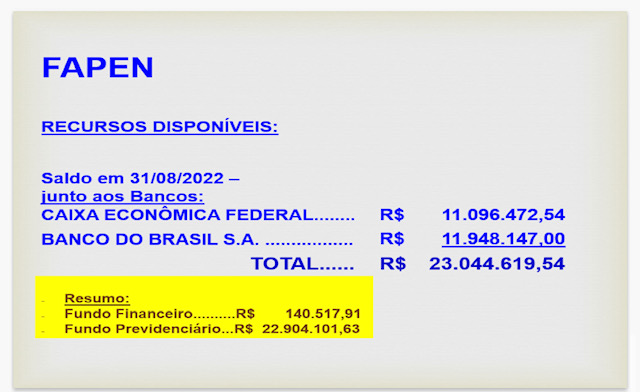 FAPEN
RECURSOS DISPONÍVEIS:
Saldo em 31/08/2022 –
junto aos Bancos:
CAIXA ECONÔMICA FEDERAL........ R$ 11.096.472,54
BANCO DO BRASIL S.A. ................. R$ 11.948.147,00
TOTAL...... R$ 23.044.619,54
Resumo:
Fundo Financeiro..........R$ 140.517,91
Fundo Previdenciário...R$ 22.904.101,63